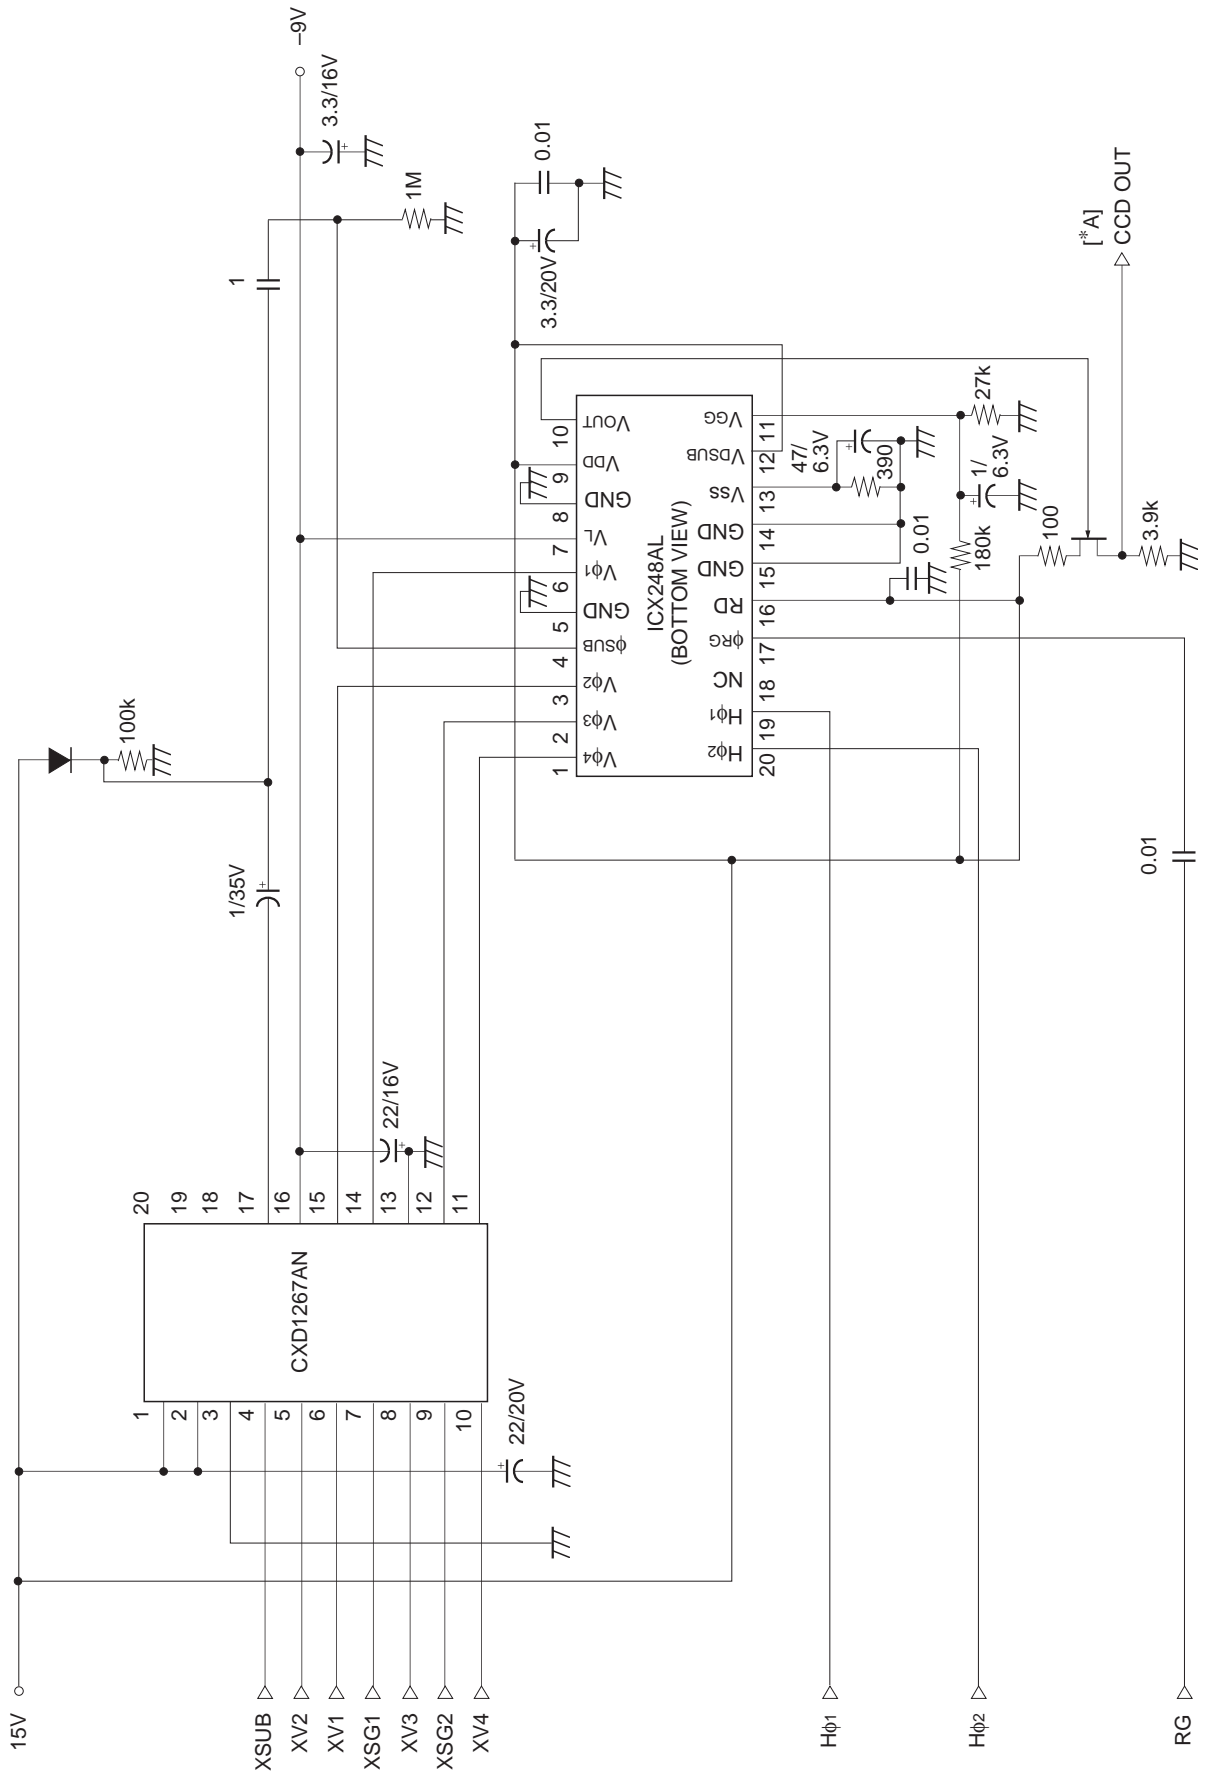 15V
−9V
3.3/16V
1M
1
100k
1/35V
22/16V
22/20V
CXD1267AN
1
2
3
4
5
6
7
8
9
10
20
19
18
17
16
15
14
13
12
11
XSUB
XV2
XV1
XSG1
XV3
XSG2
XV4
Hϕ1
Hϕ2
RG
0.01
3.3/20V
ICX248AL
(BOTTOM VIEW)
1
2
3
4
5
6
7
8
9
10
Vϕ4
Vϕ3
Vϕ2
ϕSUB
GND
Vϕ1
VL
GND
VDD
VOUT
20
19
18
17
16
15
14
13
12
11
Hϕ2
Hϕ1
NC
ϕRG
RD
GND
GND
VSS
VDSUB
VGG
47/
6.3V
390
0.01
27k
1/
6.3V
180k
100
3.9k
[*A]
CCD OUT
0.01